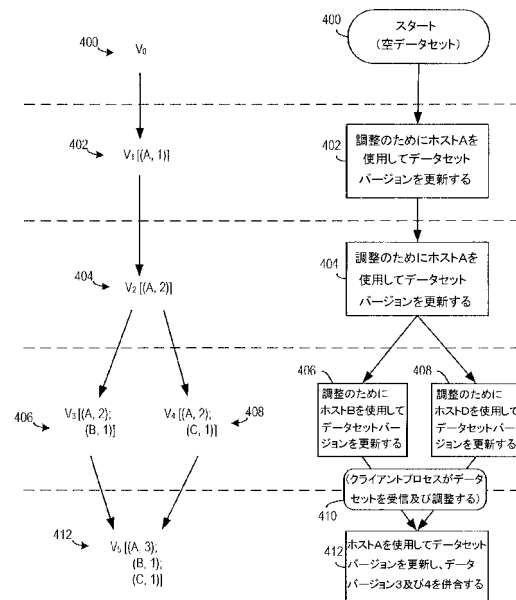 400
V0
400
スタート
(空データセット)
402
V1 [(A, 1)]
402
調整のためにホストAを
使用してデータセット
バージョンを更新する
404
V2 [(A, 2)]
404
調整のためにホストAを
使用してデータセット
バージョンを更新する
406
V3 [(A, 2);
(B, 1)]
V4 [(A, 2);
(C, 1)]
408
406
調整のために
ホストBを使用して
データセットバー
ジョンを更新する
408
調整のために
ホストDを使用して
データセットバー
ジョンを更新する
(クライアントプロセスがデータ
セットを受信及び調整する)
410
412
V5 [(A, 3);
(B, 1);
(C, 1)]
412
ホストAを使用してデータセット
バージョンを更新し、データ
バージョン3及び4を併合する